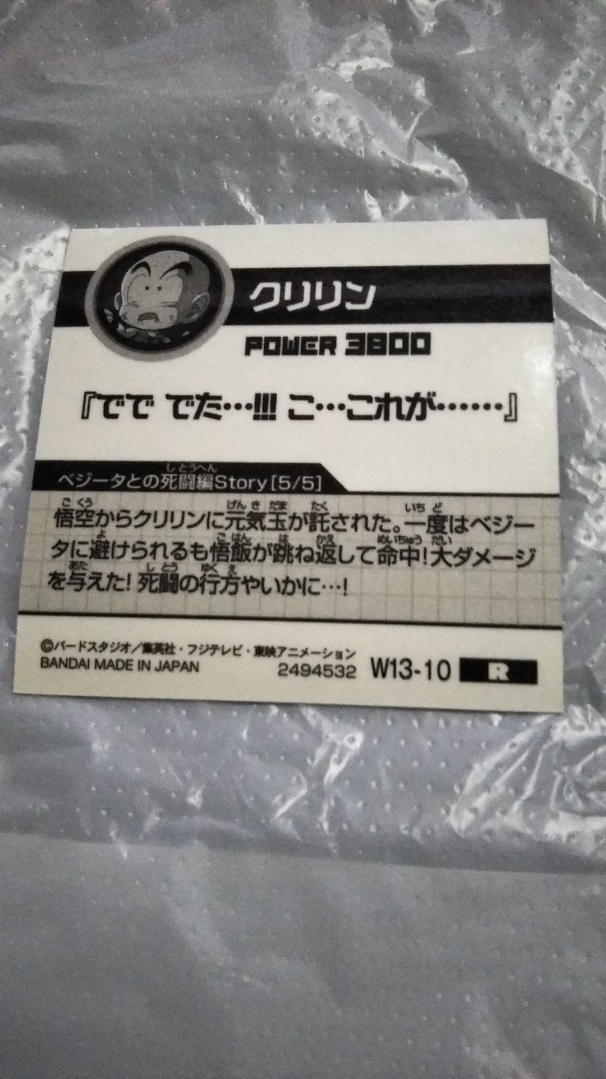 クリリン
POWER 3800
『でで でた…!!! こ…これが……』
ベジータとの死闘編Story[5/5]
悟空からクリリンに元気玉が託された。一度はベジー
タに避けられるも悟飯が跳ね返して命中!大ダメージ
を与えた! 死闘の行方やいかに…!
©バードスタジオ/集英社・フジテレビ・東映アニメーション
BANDAI MADE IN JAPAN 2494532 W13-10 R